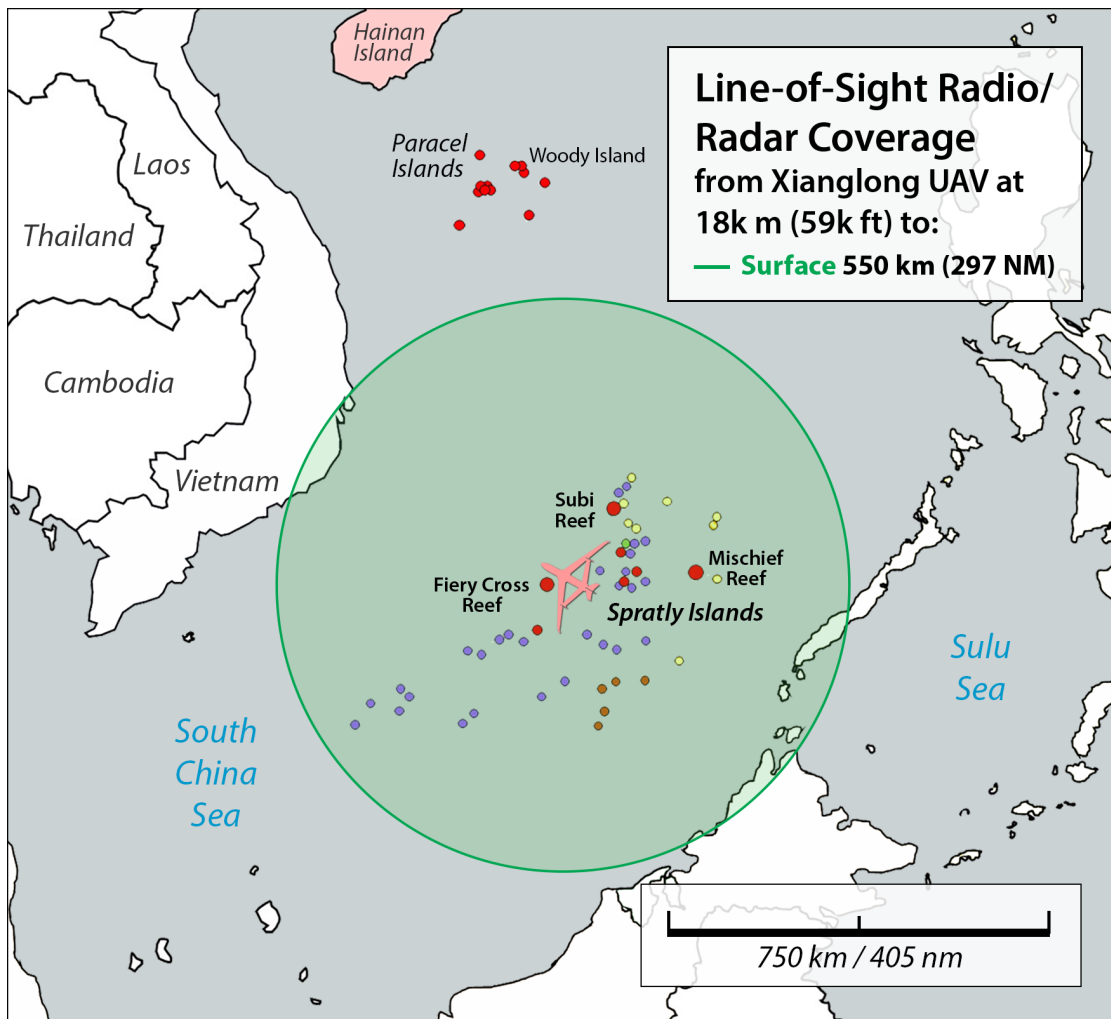 Hainan
Island
Line-of-Sight Radio/
Radar Coverage
from Xianglong UAV at
18k m (59k ft) to:
Surface 550 km (297 NM)
Paracel
Islands
Woody Island
Laos
Thailand
Cambodia
Vietnam
Subi
Reef
Mischief
Reef
Fiery Cross
Reef
Spratly Islands
Sulu
Sea
South
China
Sea
750 km / 405 nm